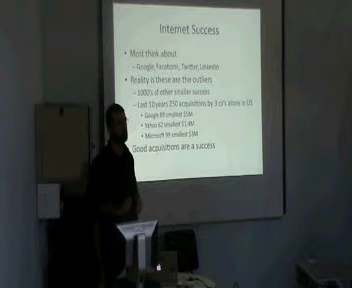 Internet Success
• Most think about
– Google, Facebook, Twitter, LinkedIn
• Reality is these are the outliers
– 1000's of other smaller success
– Last 10 years 250 acquisitions by 3 co's alone in US
• Google 89 smallest $5M
• Yahoo 62 smallest $1.4M
• Microsoft 99 smallest $3M
Good acquisitions are a success